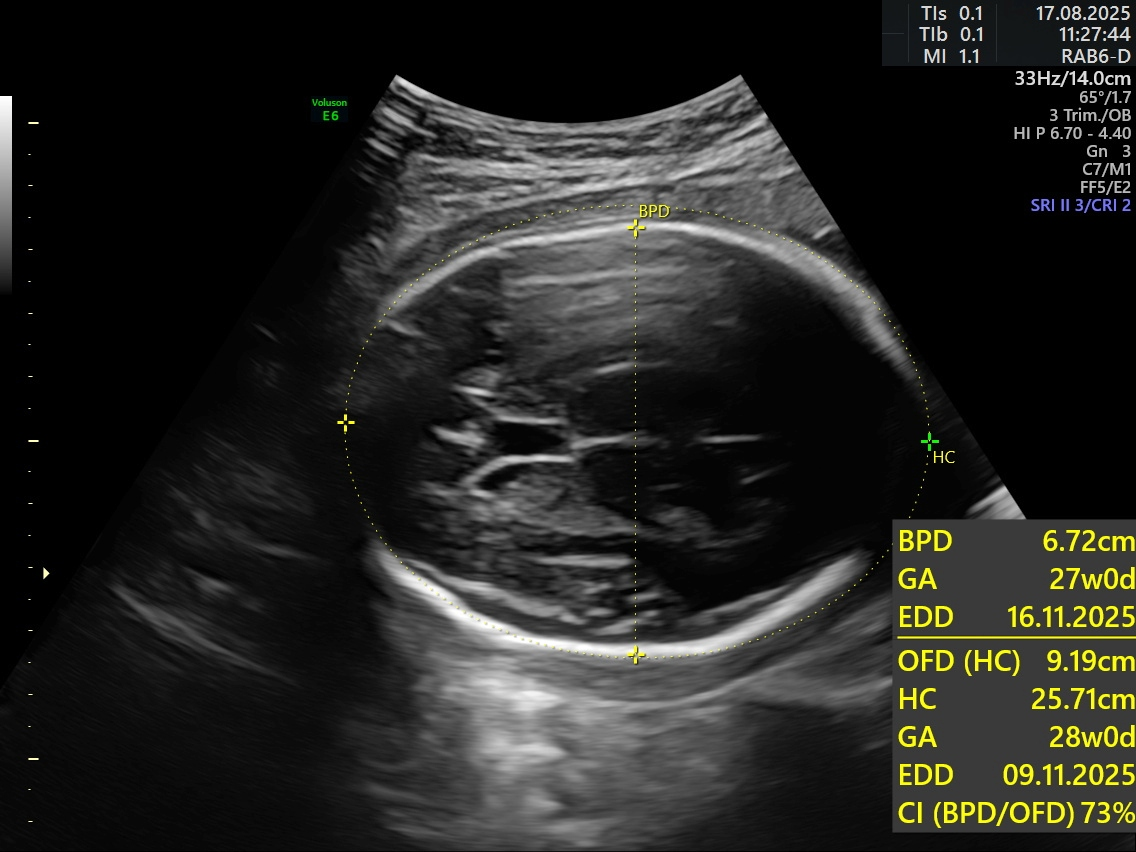 TIs 0.1 17.08.2025
TIb 0.1 11:27:44
MI 1.1 RAB6-D
33Hz/14.0cm
65°/1.7
3 Trim./OB
HI P 6.70 - 4.40
Gn 3
C7/M1
FF5/E2
SRI II 3/CRI 2
Voluson
E6
BPD
HC
BPD 6.72cm
GA 27w0d
EDD 16.11.2025
OFD (HC) 9.19cm
HC 25.71cm
GA 28w0d
EDD 09.11.2025
CI (BPD/OFD) 73%